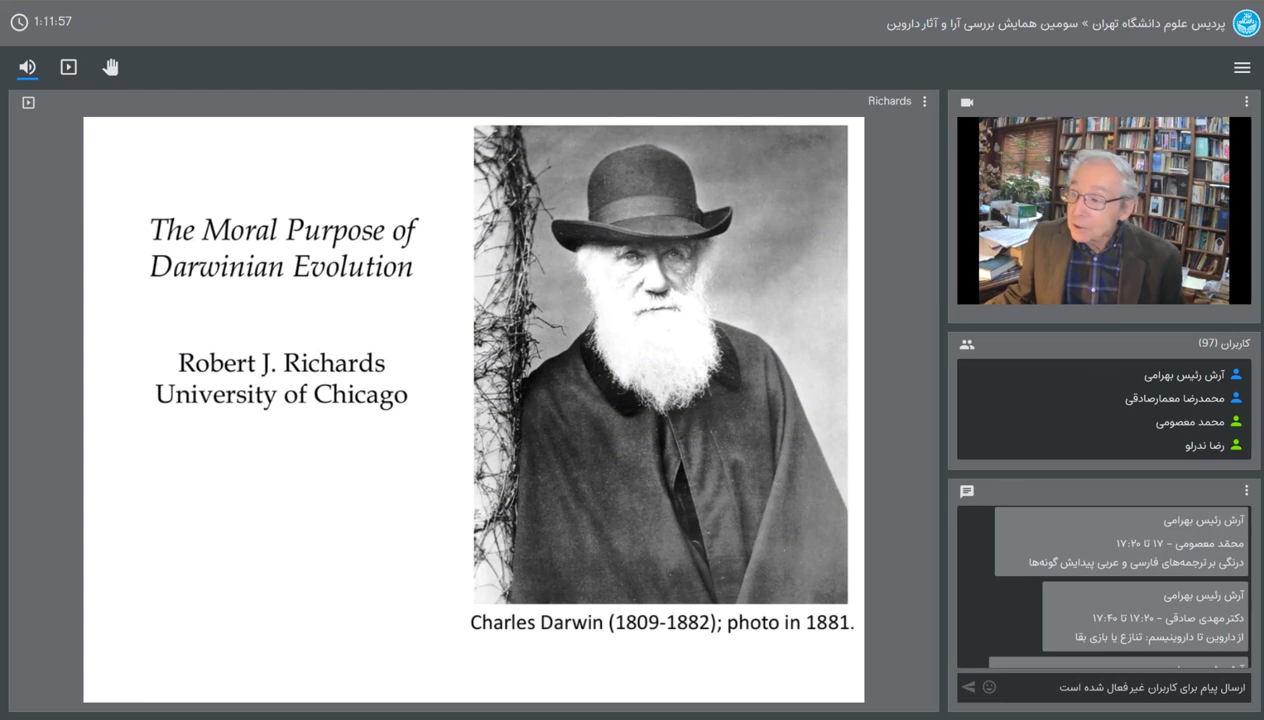 1:11:57
پردیس علوم دانشگاه تهران » سومین همایش بررسی آرا و آثار داروین
Richards
The Moral Purpose of
Darwinian Evolution
Robert J. Richards
University of Chicago
Charles Darwin (1809-1882); photo in 1881.
کاربران (97)
آرش رئیس بهرامی
محمدرضا معمارصادقی
محمد معصومی
رضا ندرلو
آرش رئیس بهرامی
محمّد معصومی - ۱۷ تا ۱۷:۲۰
درنگی بر ترجمه‌های فارسی و عربی پیدایش گونه‌ها
آرش رئیس بهرامی
دکتر مهدی صادقی - ۱۷:۲۰ تا ۱۷:۴۰
از داروین تا داروینیسم: تنازع یا بازی بقا
ارسال پیام برای کاربران غیر فعال شده است